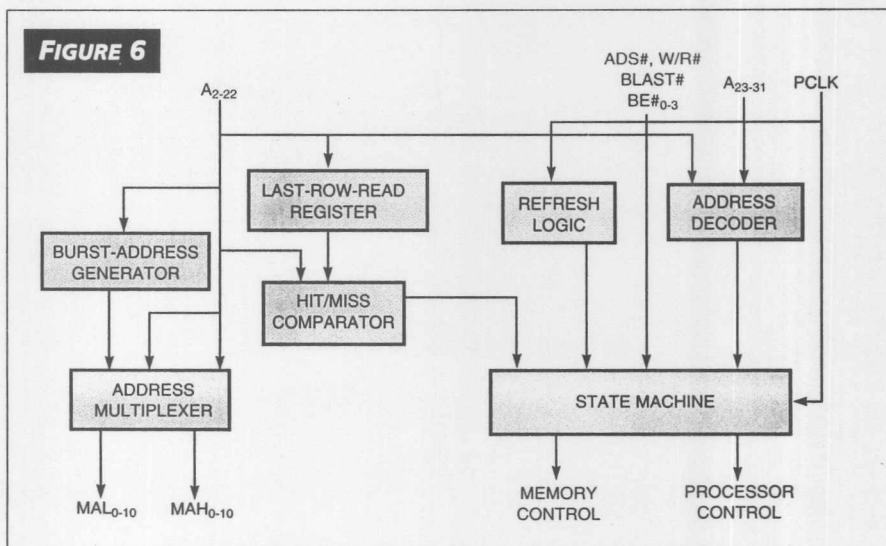 FIGURE 6
A2-22
ADS#, W/R#
BLAST#
BE#0-3
A23-31
PCLK
LAST-ROW-READ
REGISTER
REFRESH
LOGIC
ADDRESS
DECODER
BURST-ADDRESS
GENERATOR
HIT/MISS
COMPARATOR
ADDRESS
MULTIPLEXER
STATE MACHINE
MAL0-10
MAH0-10
MEMORY
CONTROL
PROCESSOR
CONTROL